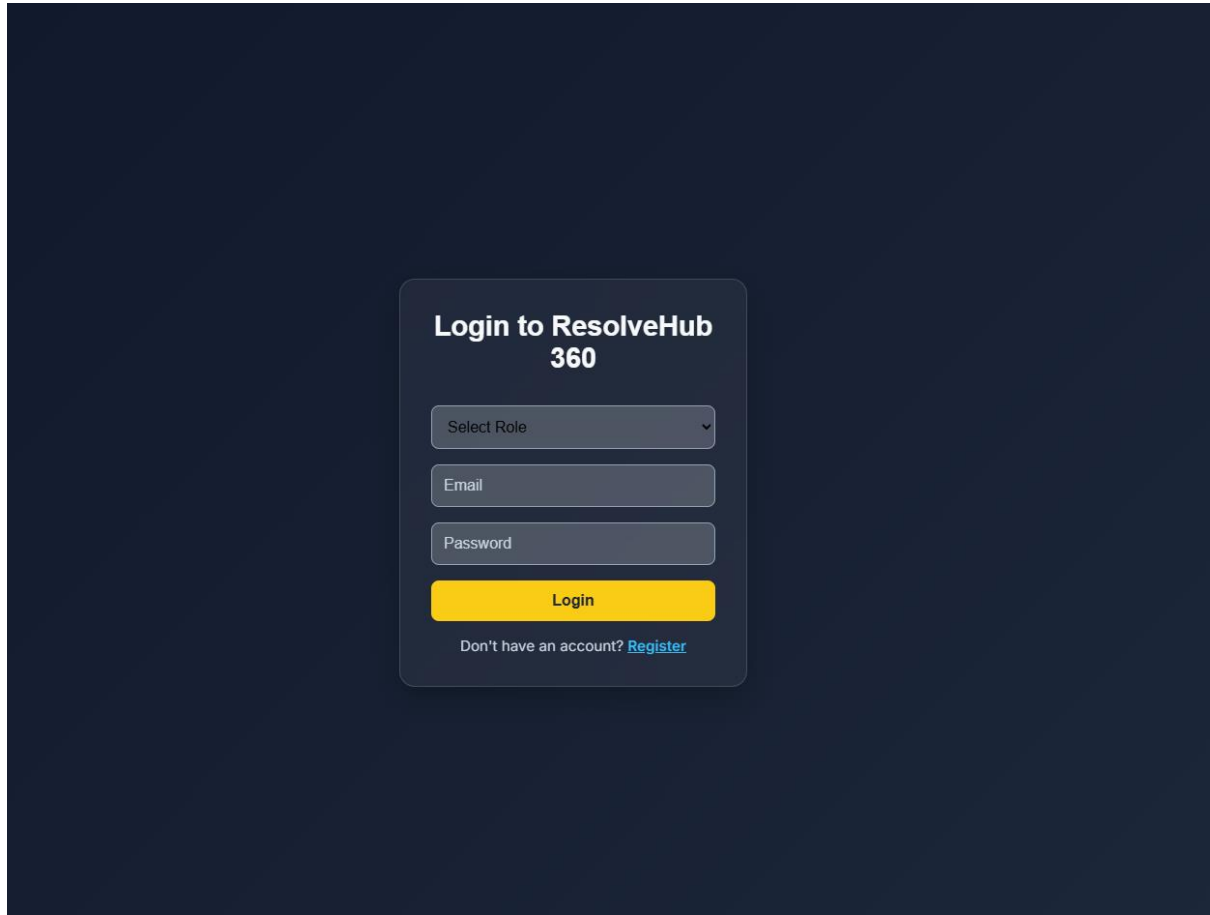 Login to ResolveHub
360
Select Role
Email
Password
Login
Don't have an account? Register